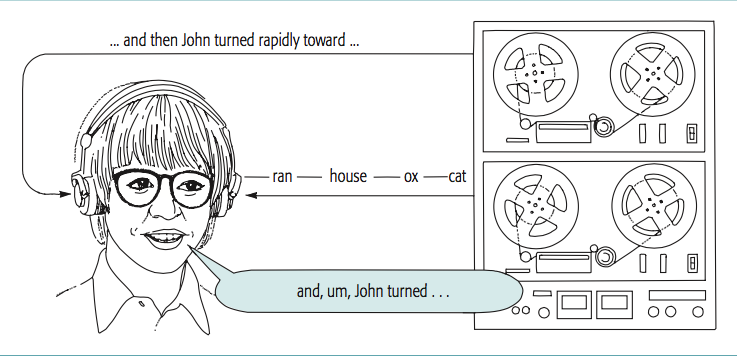 ... and then John turned rapidly toward ...
ran — house — ox — cat
and, um, John turned . . .